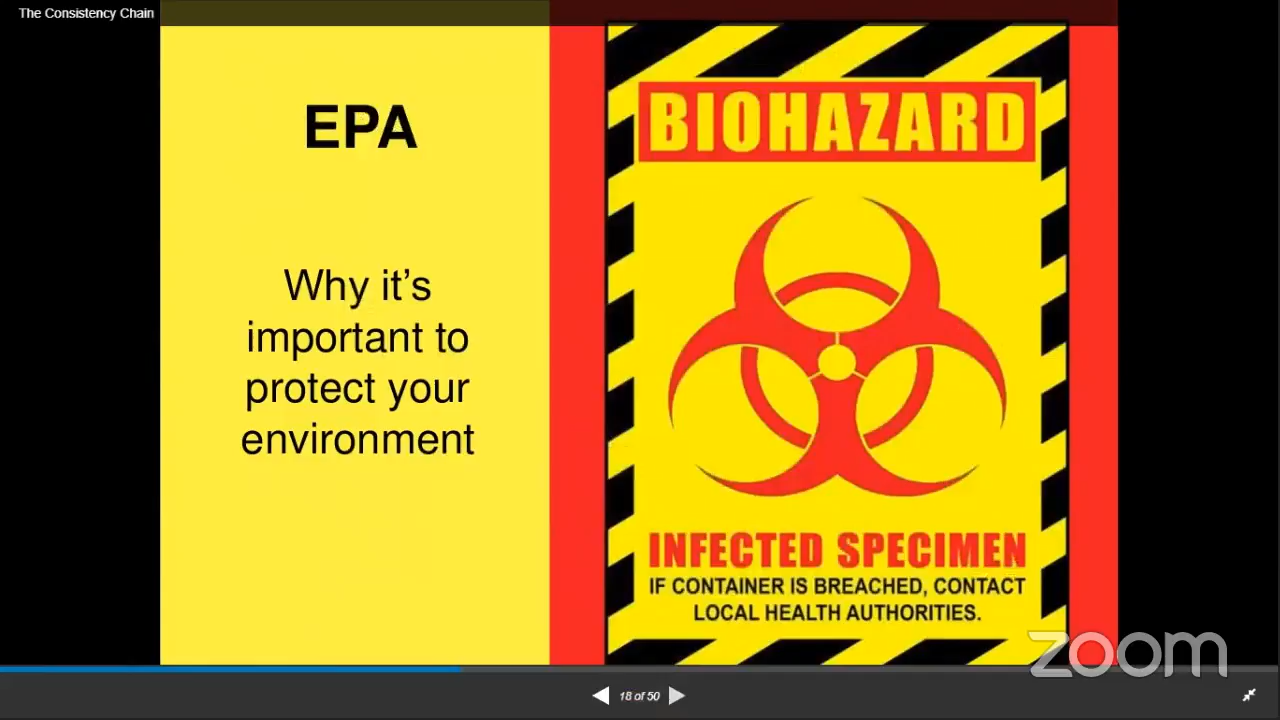 The Consistency Chain
EPA
Why it's
important to
protect your
environment
BIOHAZARD
INFECTED SPECIMEN
IF CONTAINER IS BREACHED, CONTACT
LOCAL HEALTH AUTHORITIES.
zoom
18 of 50